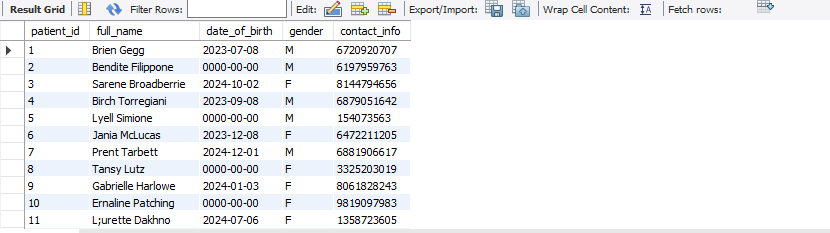 Result Grid Filter Rows: Edit: Export/Import: Wrap Cell Content: IA Fetch rows:
patient_id full_name date_of_birth gender contact_info
1 Brien Gegg 2023-07-08 M 6720920707
2 Bendite Filippone 0000-00-00 M 6197959763
3 Sarene Broadberrie 2024-10-02 F 8144794656
4 Birch Torregiani 2023-09-08 M 6879051642
5 Lyell Simione 0000-00-00 M 154073563
6 Jania McLucas 2023-12-08 F 6472211205
7 Prent Tarbett 2024-12-01 M 6881906617
8 Tansy Lutz 0000-00-00 F 3325203019
9 Gabrielle Harlowe 2024-01-03 F 8061828243
10 Ernaline Patching 0000-00-00 F 9819097983
11 L;urette Dakhno 2024-07-06 F 1358723605